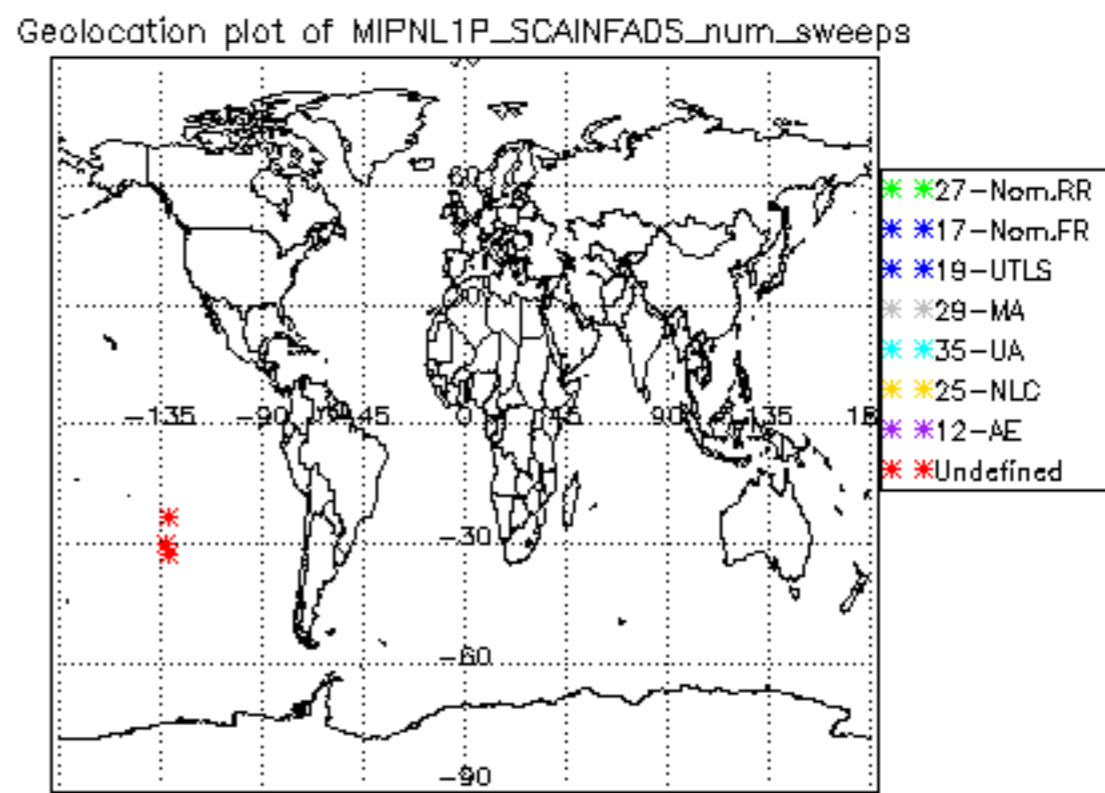 Geolocation plot of MIPNL1P_SCAINFADS_num_sweeps
60
-135 -90 -45 0 45 90 135
-30
-60
-90
27-Nom.RR
17-Nom.FR
19-UTLS
29-MA
35-UA
25-NLC
12-AE
Undefined